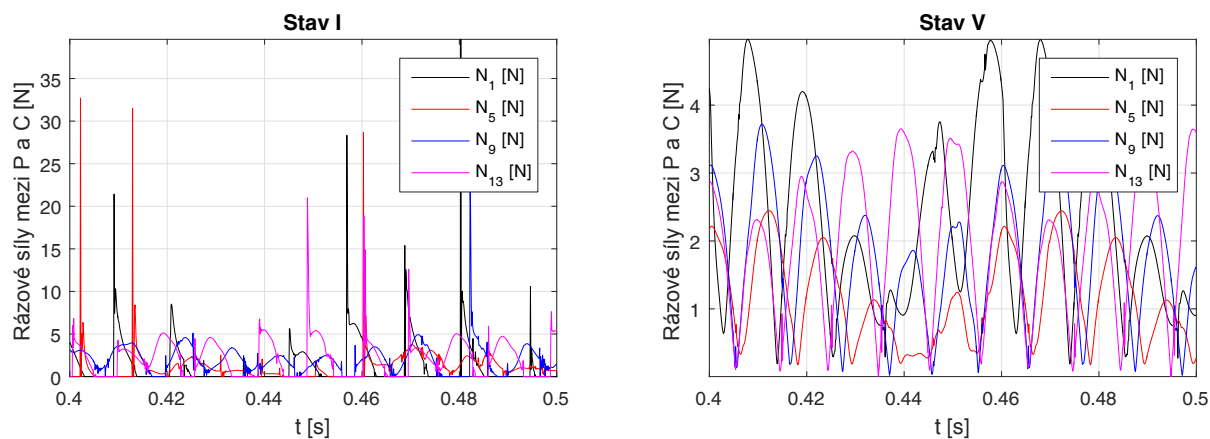 Stav I
Rázové síly mezi P a C [N]
35
30
25
20
15
10
5
0
0.4
0.42
0.44
0.46
0.48
0.5
t [s]
N1 [N]
N5 [N]
N9 [N]
N13 [N]
Stav V
Rázové síly mezi P a C [N]
4
3
2
1
0.4
0.42
0.44
0.46
0.48
0.5
t [s]
N1 [N]
N5 [N]
N9 [N]
N13 [N]